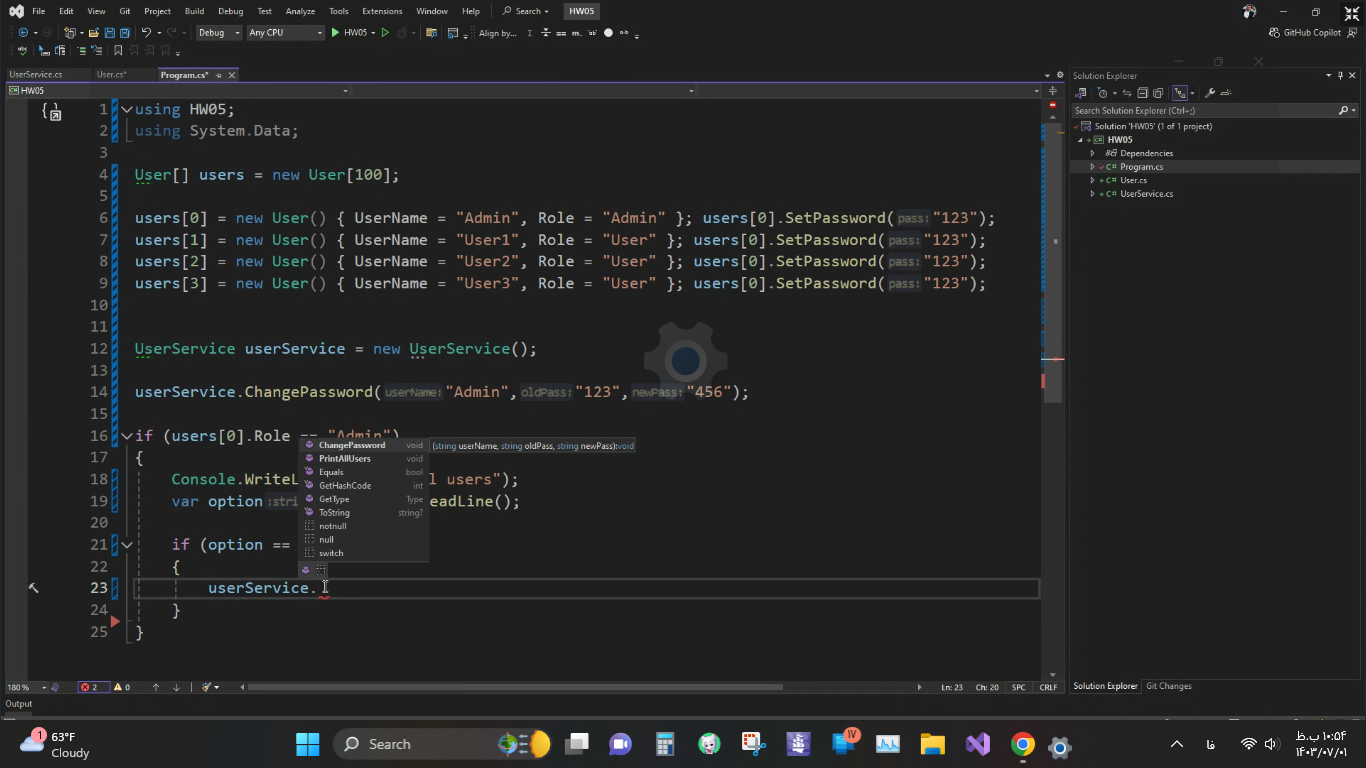 File Edit View Git Project Build Debug Test Analyze Tools Extensions Window Help Search HW05
Debug Any CPU HW05 Align by... GitHub Copilot
UserService.cs User.cs* Program.cs*
HW05
Solution Explorer
Search Solution Explorer (Ctrl+;)
Solution 'HW05' (1 of 1 project)
HW05
Dependencies
Program.cs
User.cs
UserService.cs
1 using HW05;
2 using System.Data;
3
4 User[] users = new User[100];
5
6 users[0] = new User() { UserName = "Admin", Role = "Admin" }; users[0].SetPassword(pass:"123");
7 users[1] = new User() { UserName = "User1", Role = "User" }; users[0].SetPassword(pass:"123");
8 users[2] = new User() { UserName = "User2", Role = "User" }; users[0].SetPassword(pass:"123");
9 users[3] = new User() { UserName = "User3", Role = "User" }; users[0].SetPassword(pass:"123");
10
11
12 UserService userService = new UserService();
13
14 userService.ChangePassword(userName:"Admin",oldPass:"123",newPass:"456");
15
16 if (users[0].Role == "Admin")
17 {
18 Console.WriteL l users");
19 var option :stri eadLine();
20
21 if (option ==
22 {
23 userService.
24 }
25 }
ChangePassword void (string userName, string oldPass, string newPass):void
PrintAllUsers void
Equals bool
GetHashCode int
GetType Type
ToString string?
notnull
null
switch
180 % 2 0 Ln: 23 Ch: 20 SPC CRLF
Solution Explorer Git Changes
Output
1 63°F
Cloudy
Search
۱۷
فا
۱۰:۵۴ ب.ظ
۱۴۰۳/۰۷/۰۱